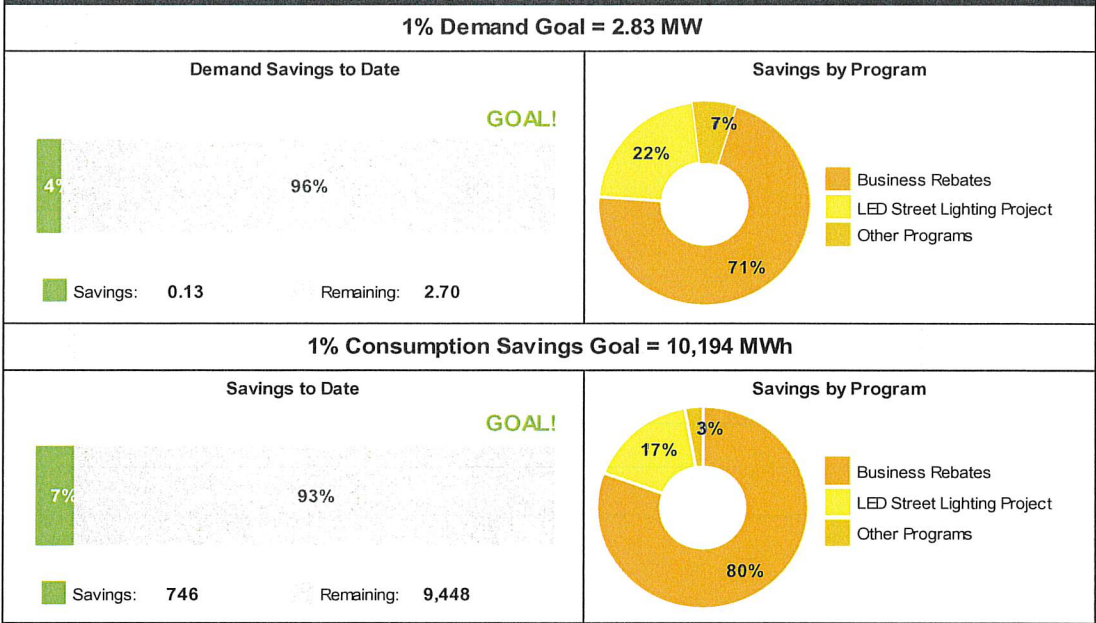 1% Demand Goal = 2.83 MW
Demand Savings to Date
GOAL!
4%
96%
Savings: 0.13 Remaining: 2.70
Savings by Program
7%
22%
71%
Business Rebates
LED Street Lighting Project
Other Programs
1% Consumption Savings Goal = 10,194 MWh
Savings to Date
GOAL!
7%
93%
Savings: 746 Remaining: 9,448
Savings by Program
3%
17%
80%
Business Rebates
LED Street Lighting Project
Other Programs